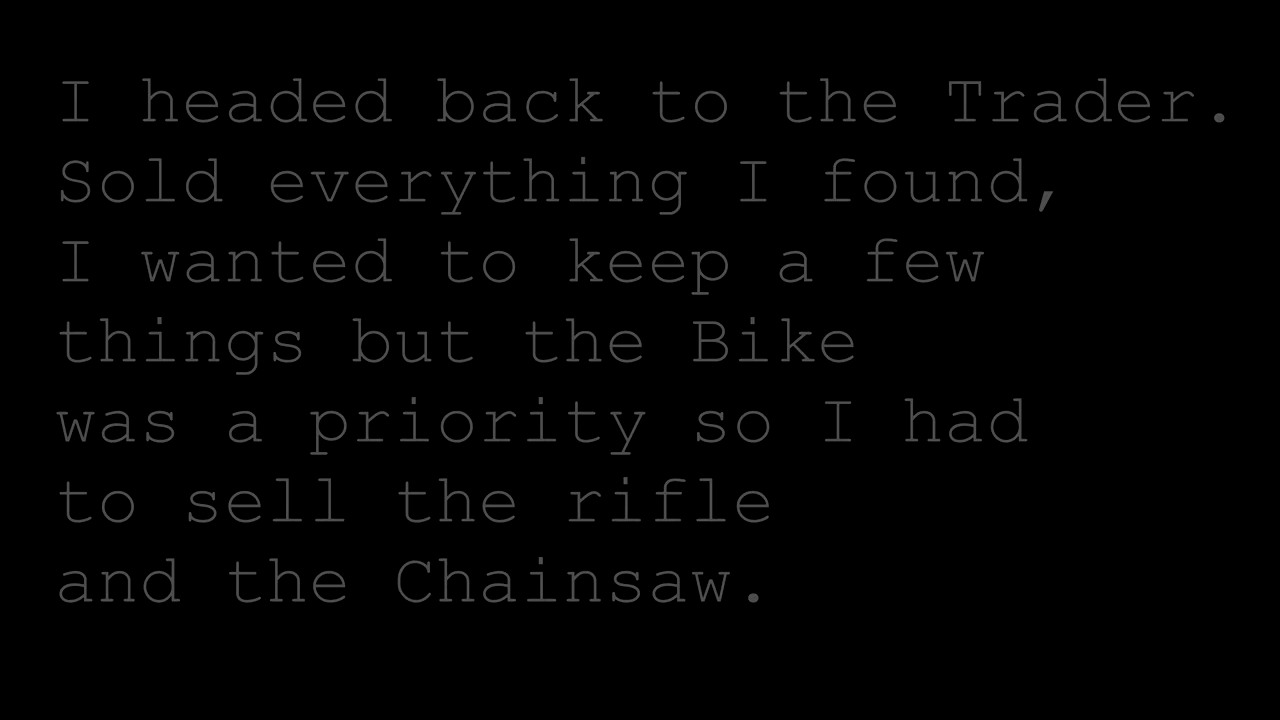 I headed back to the Trader.
Sold everything I found,
I wanted to keep a few
things but the Bike
was a priority so I had
to sell the rifle
and the Chainsaw.